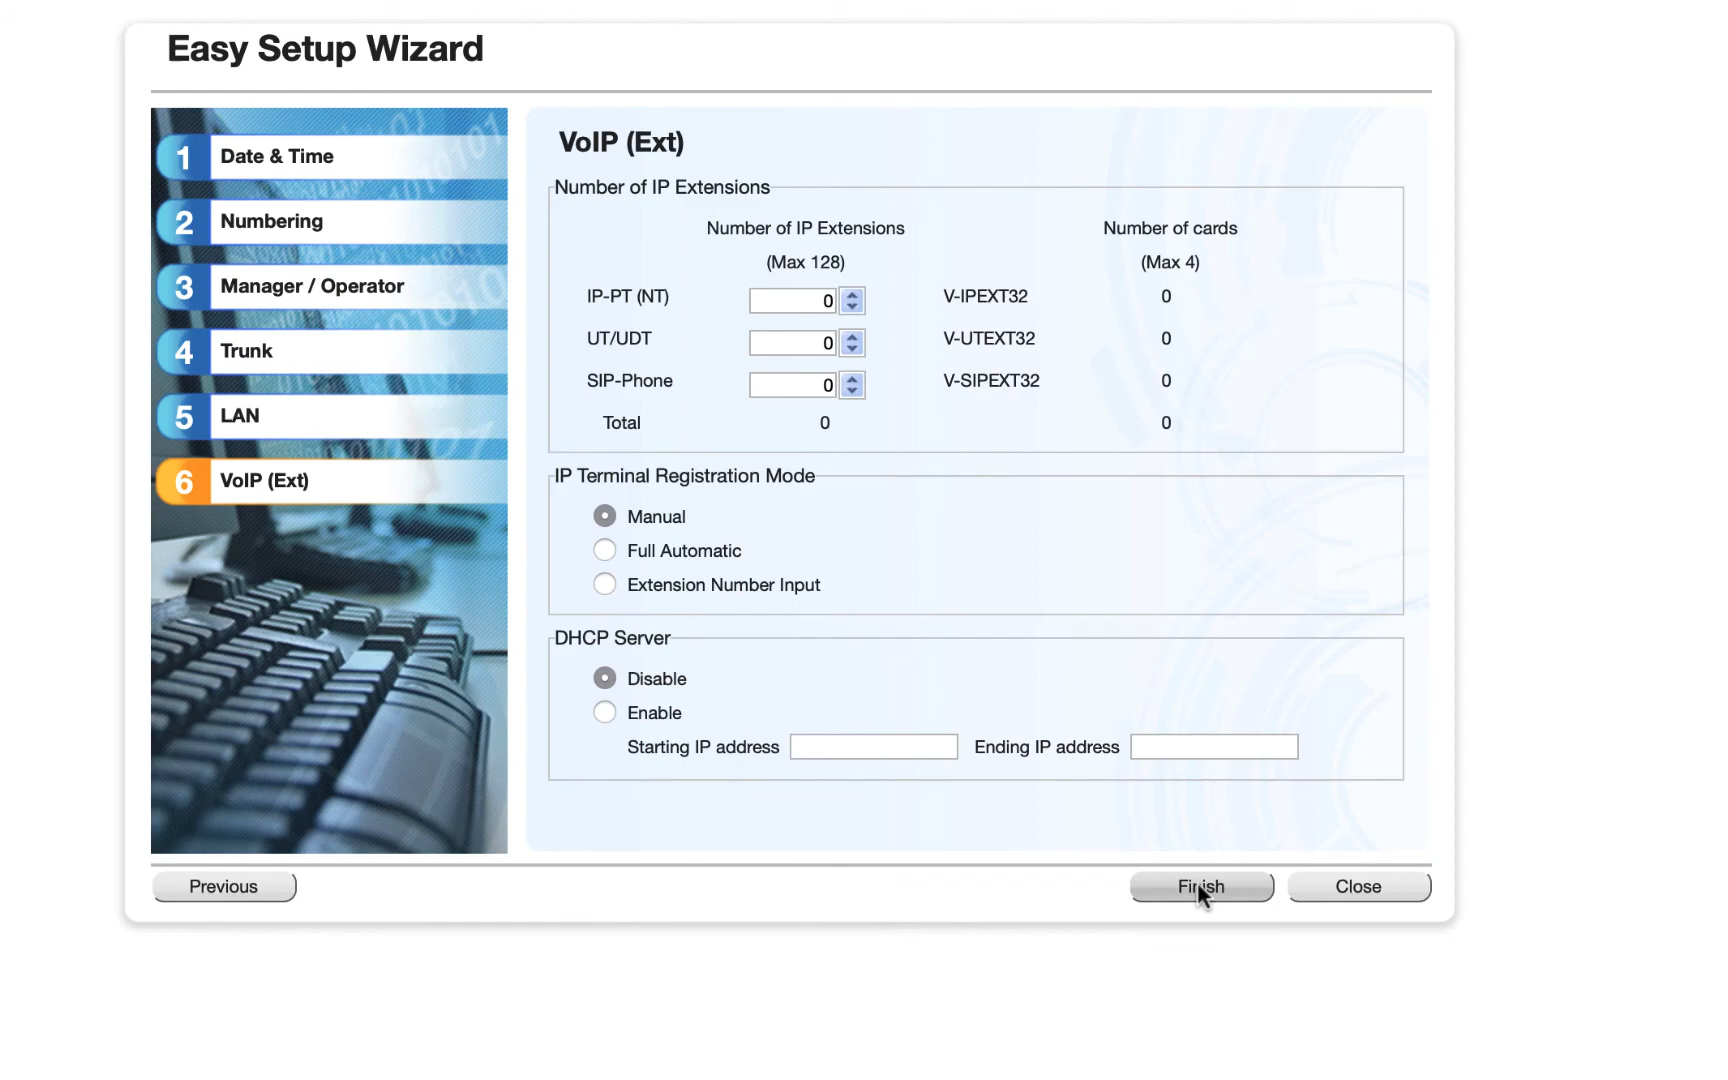 Easy Setup Wizard
1 Date & Time
2 Numbering
3 Manager / Operator
4 Trunk
5 LAN
6 VoIP (Ext)
VoIP (Ext)
Number of IP Extensions
Number of IP Extensions Number of cards
(Max 128) (Max 4)
IP-PT (NT) 0 V-IPEXT32 0
UT/UDT 0 V-UTEXT32 0
SIP-Phone 0 V-SIPEXT32 0
Total 0 0
IP Terminal Registration Mode
Manual
Full Automatic
Extension Number Input
DHCP Server
Disable
Enable
Starting IP address Ending IP address
Previous Finish Close